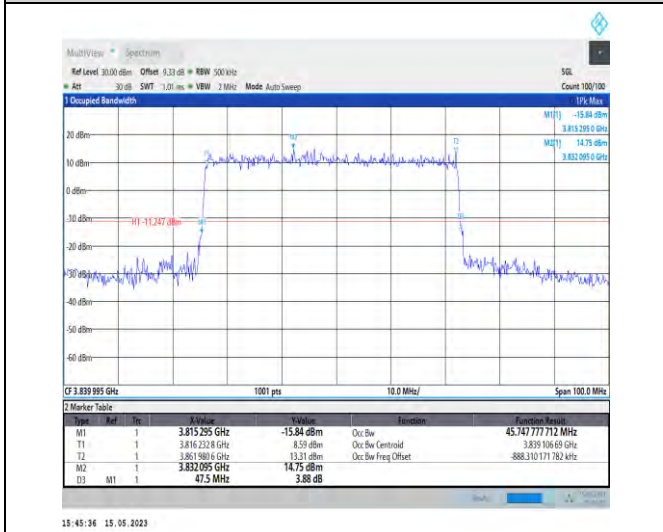 MultiView Spectrum
Ref Level 30.00 dBm Offset 9.33 dB RBW 500 kHz SGL
Att 30 dB SWT 1.01 ms VBW 2 MHz Mode Auto Sweep Count 100/100
1 Occupied Bandwidth 1Pk Max
M1[1] -15.84 dBm
3.815 295 0 GHz
M2[1] 14.75 dBm
3.832 095 0 GHz
20 dBm
M2
T2
10 dBm
0 dBm
-10 dBm
H1 -11.247 dBm
M1
D3
-20 dBm
-30 dBm
-40 dBm
-50 dBm
-60 dBm
CF 3.839 995 GHz 1001 pts 10.0 MHz/ Span 100.0 MHz
2 Marker Table
Type Ref Trc X-Value Y-Value Function Function Result
M1 1 3.815 295 GHz -15.84 dBm Occ Bw 45.747 777 712 MHz
T1 1 3.816 232 8 GHz 8.59 dBm Occ Bw Centroid 3.839 106 69 GHz
T2 1 3.861 980 6 GHz 13.31 dBm Occ Bw Freq Offset -888.310 171 782 kHz
M2 1 3.832 095 GHz 14.75 dBm
D3 M1 1 47.5 MHz 3.88 dB
15:45:36 15.05.2023